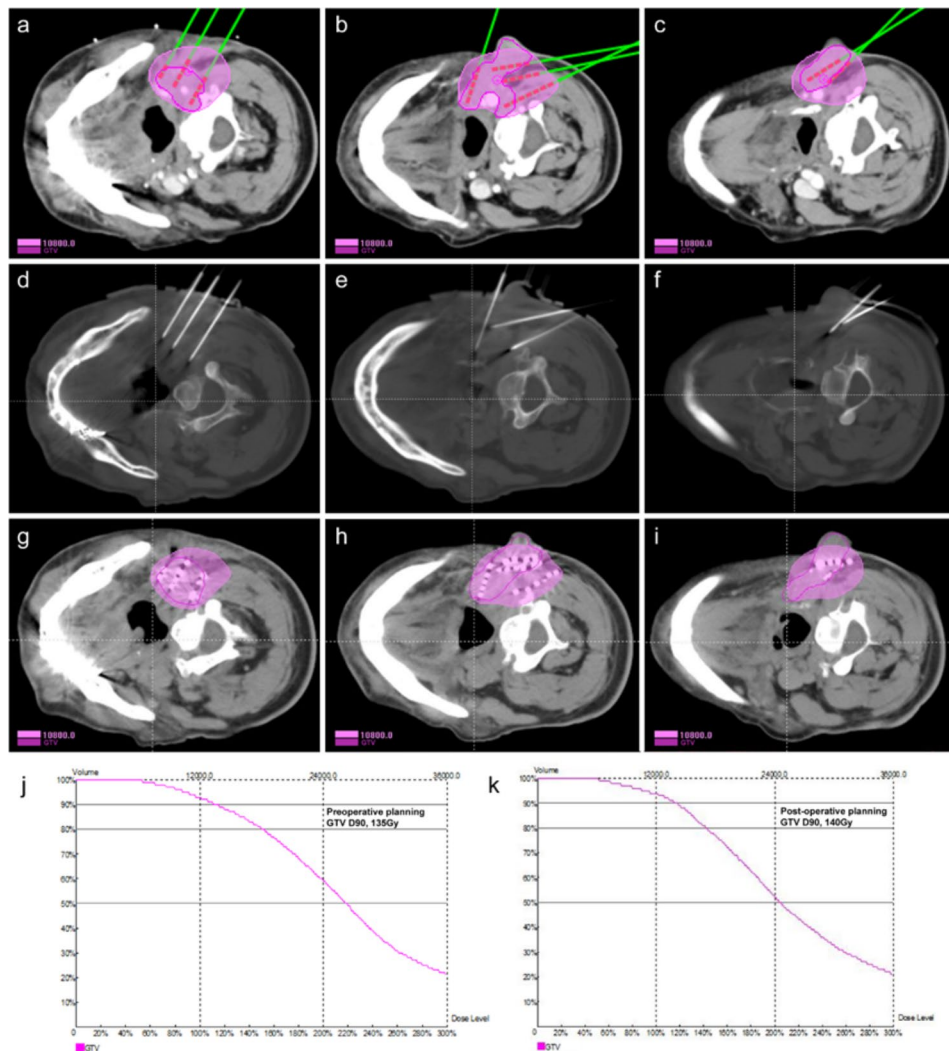 a
b
c
10800.0
GTV
10800.0
GTV
10800.0
GTV
d
e
f
g
h
i
10800.0
GTV
10800.0
GTV
10800.0
GTV
j
Volume
12000.0
24000.0
36000.0
100%
90%
80%
70%
60%
50%
40%
30%
20%
10%
Preoperative planning
GTV D90, 135Gy
0 20% 40% 60% 80% 100% 120% 140% 160% 180% 200% 220% 240% 260% 280% 300%
Dose Level
GTV
k
Volume
12000.0
24000.0
36000.0
100%
90%
80%
70%
60%
50%
40%
30%
20%
10%
Post-operative planning
GTV D90, 140Gy
0 20% 40% 60% 80% 100% 120% 140% 160% 180% 200% 220% 240% 260% 280% 300%
Dose Level
GTV